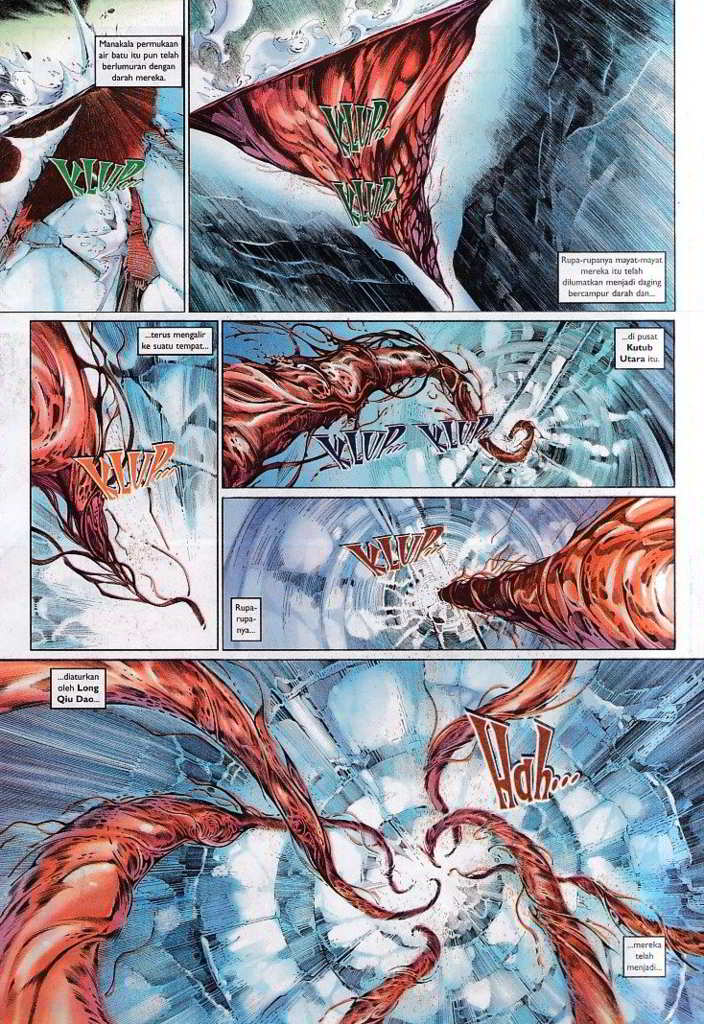 Manakala permukaan
air batu itu pun telah
berlumuran dengan
darah mereka.
KLUP...
KLUP...
KLUP...
Rupa-rupanya mayat-mayat
mereka itu telah
dilumatkan menjadi daging
bercampur darah dan...
...terus mengalir
ke suatu tempat...
KLUP...
...di pusat
Kutub
Utara itu.
KLUP... KLUP...
KLUP...
Rupa-
rupa-
nya...
...diaturkan
oleh Long
Qiu Dao...
Hah...
...mereka
telah
menjadi...